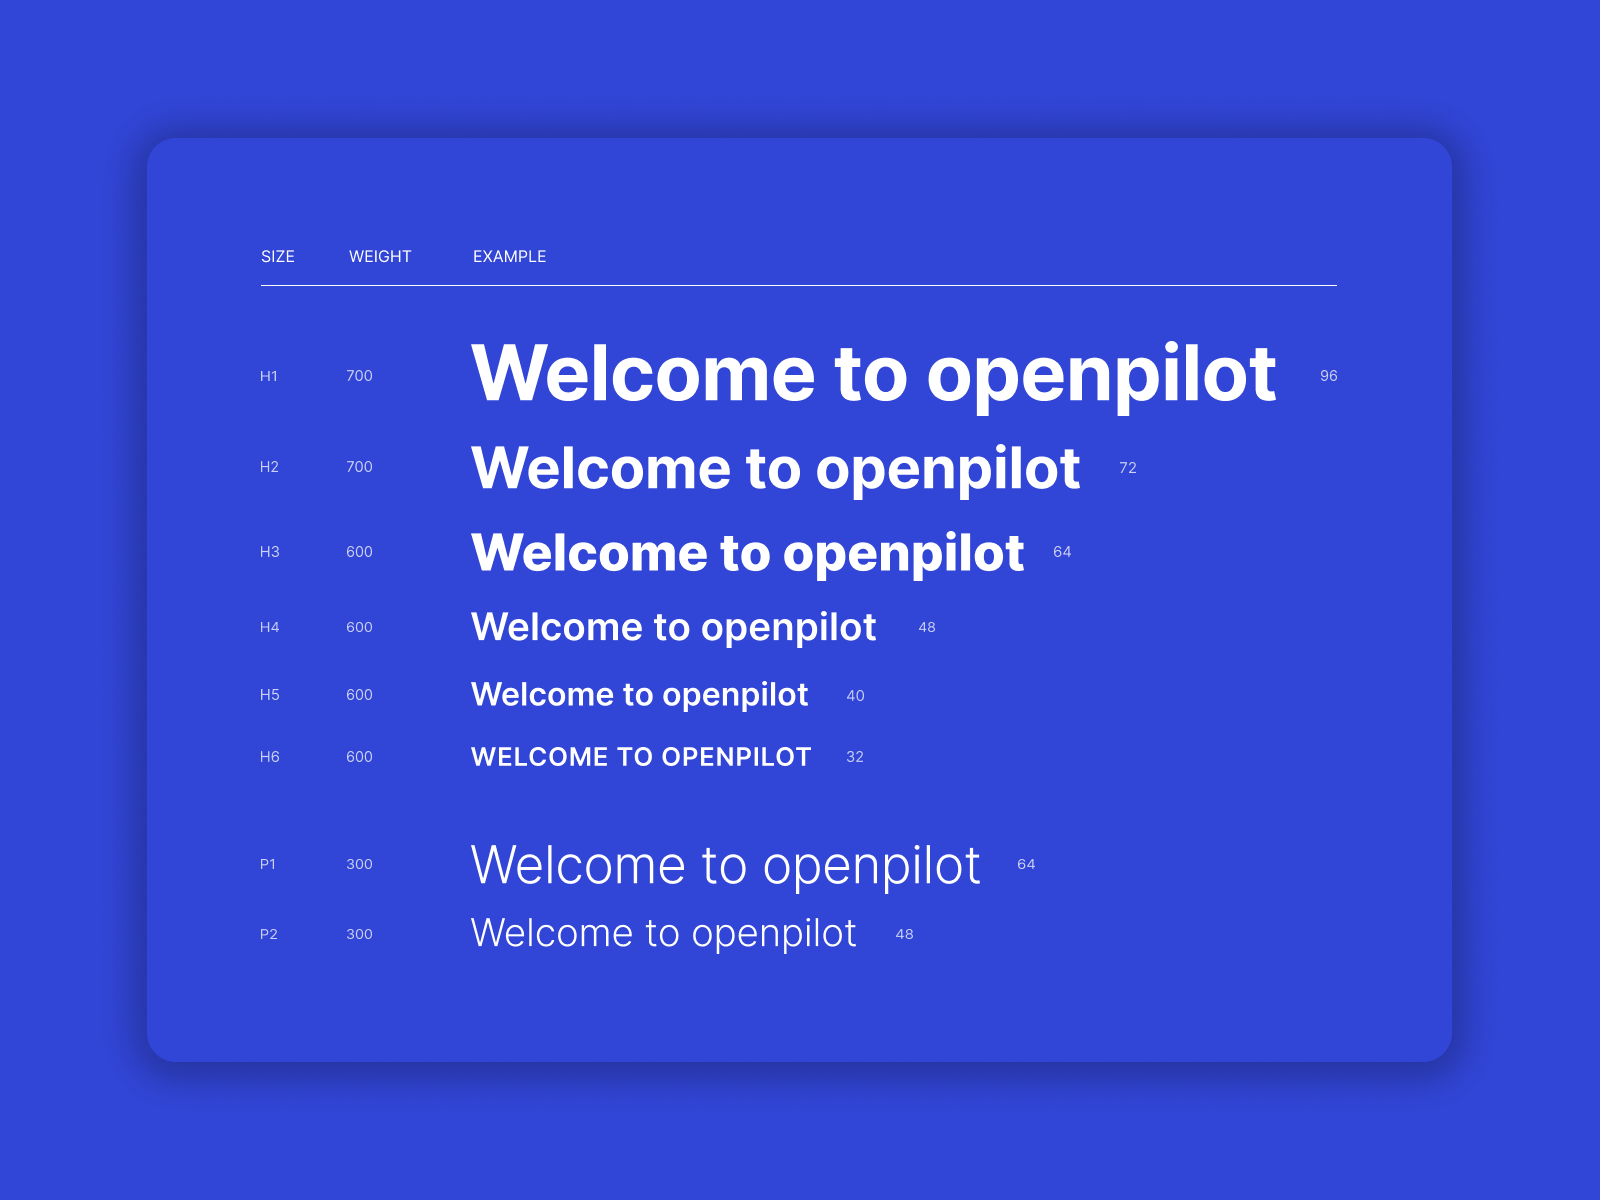 SIZE WEIGHT EXAMPLE
H1 700 Welcome to openpilot 96
H2 700 Welcome to openpilot 72
H3 600 Welcome to openpilot 64
H4 600 Welcome to openpilot 48
H5 600 Welcome to openpilot 40
H6 600 WELCOME TO OPENPILOT 32
P1 300 Welcome to openpilot 64
P2 300 Welcome to openpilot 48